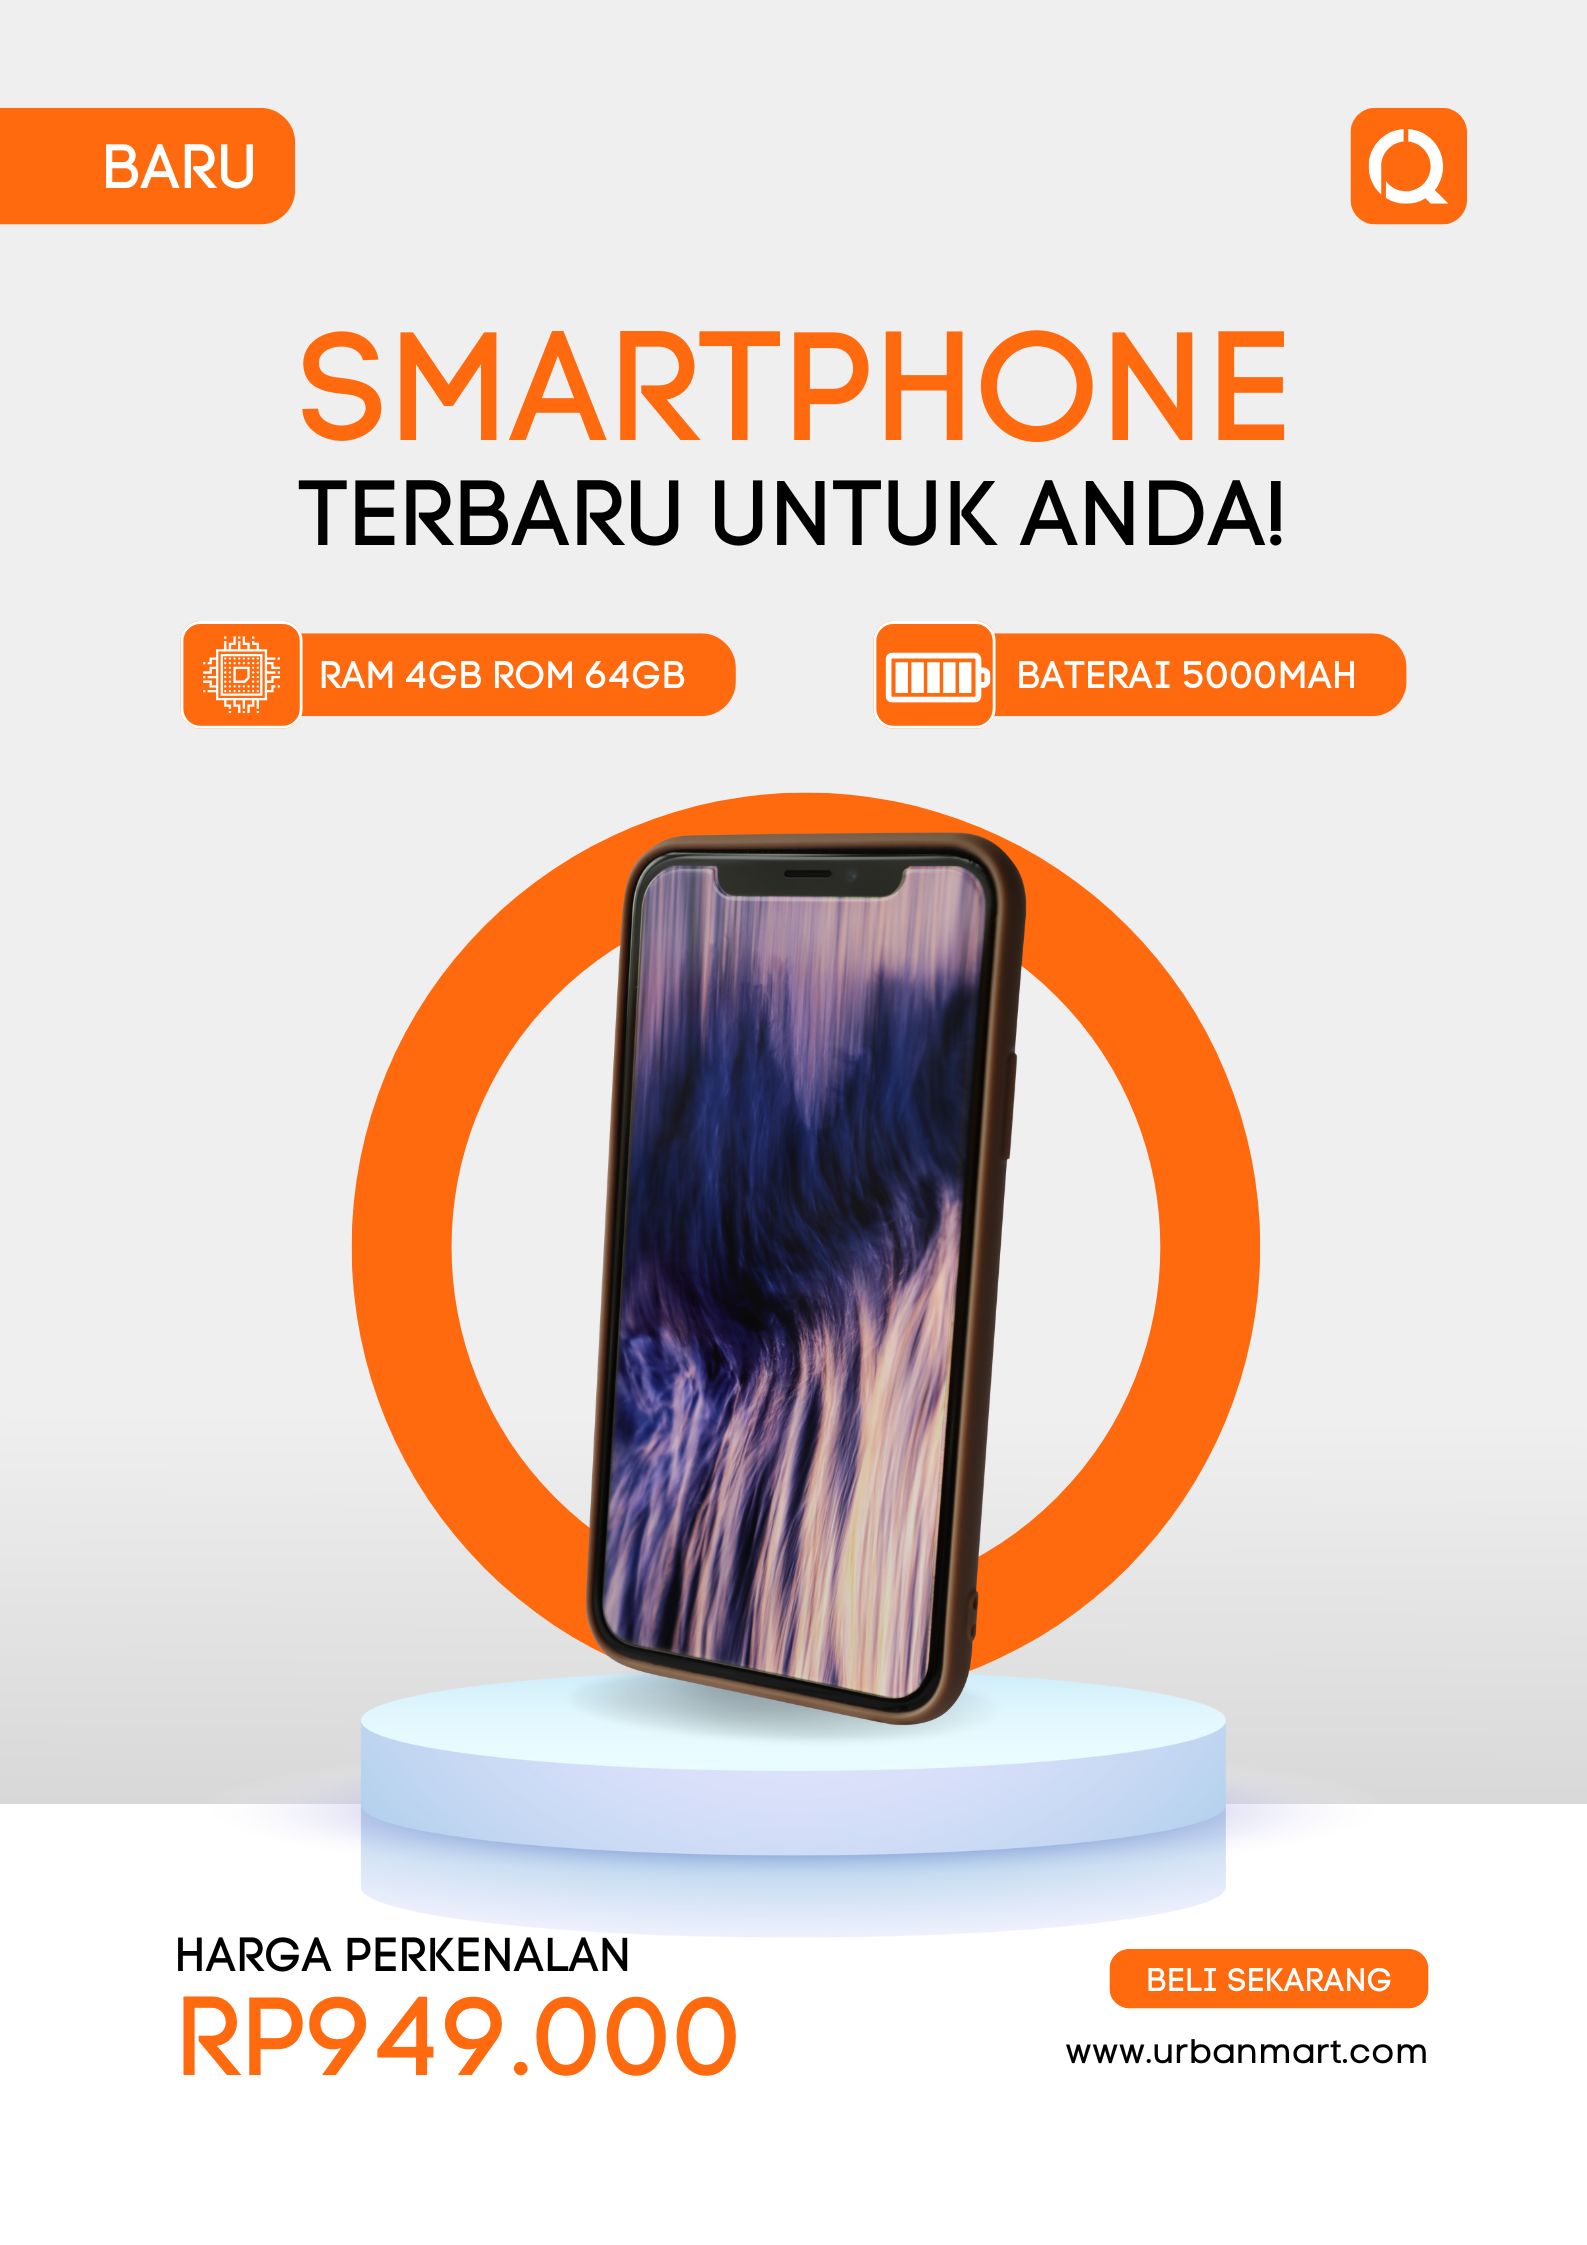 BARU
SMARTPHONE
TERBARU UNTUK ANDA!
RAM 4GB ROM 64GB
BATERAI 5000MAH
HARGA PERKENALAN
RP949.000
BELI SEKARANG
www.urbanmart.com